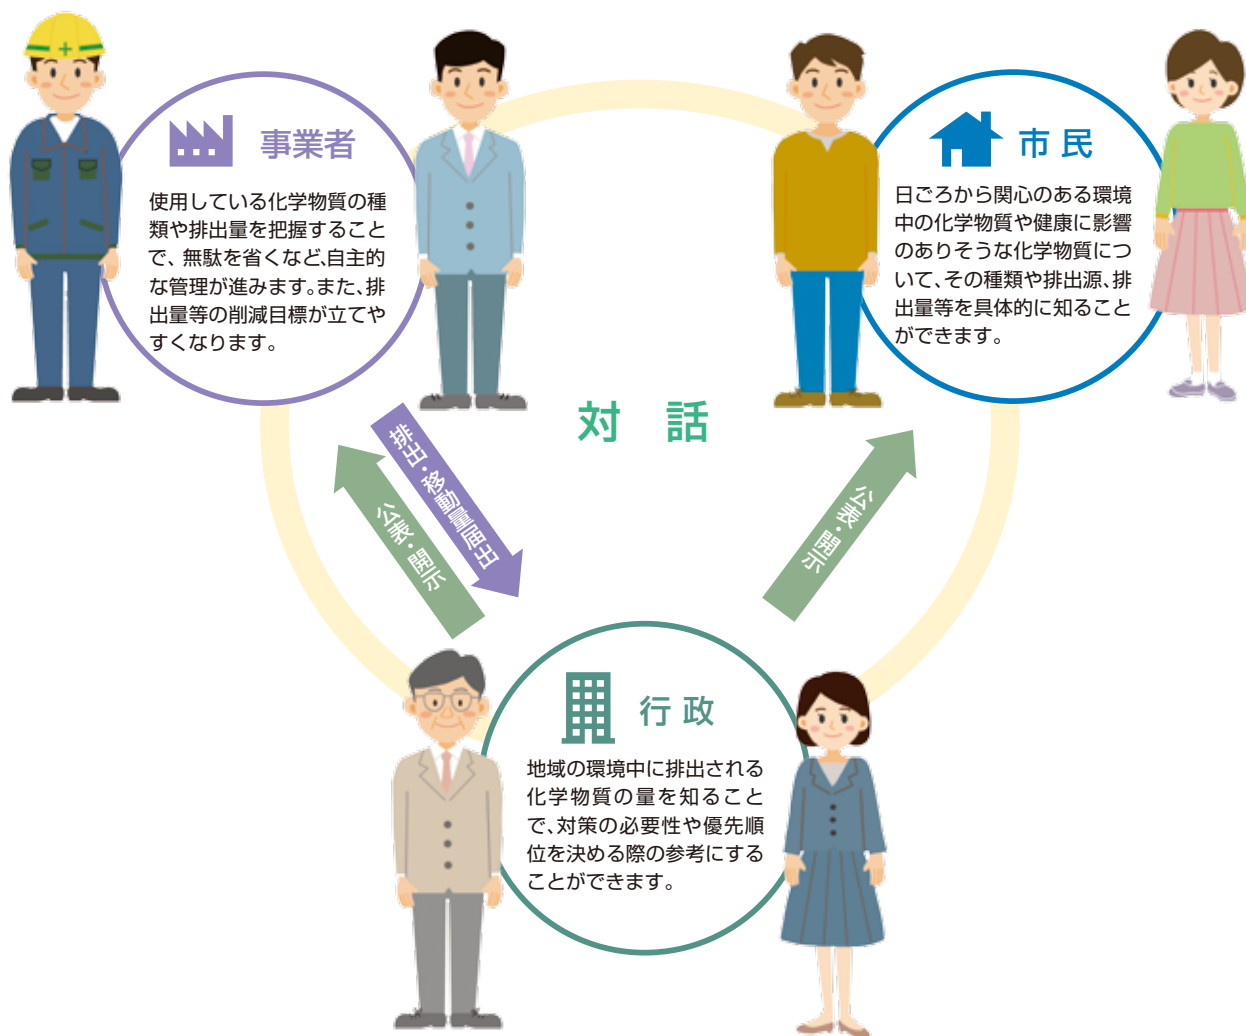 事業者
使用している化学物質の種
類や排出量を把握すること
で、無駄を省くなど、自主的
な管理が進みます。また、排
出量等の削減目標が立てや
すくなります。
市民
日ごろから関心のある環境
中の化学物質や健康に影響
のありそうな化学物質につ
いて、その種類や排出源、排
出量等を具体的に知ること
ができます。
対話
排出・移動量届出
公表・開示
公表・開示
行政
地域の環境中に排出される
化学物質の量を知ること
で、対策の必要性や優先順
位を決める際の参考にする
ことができます。